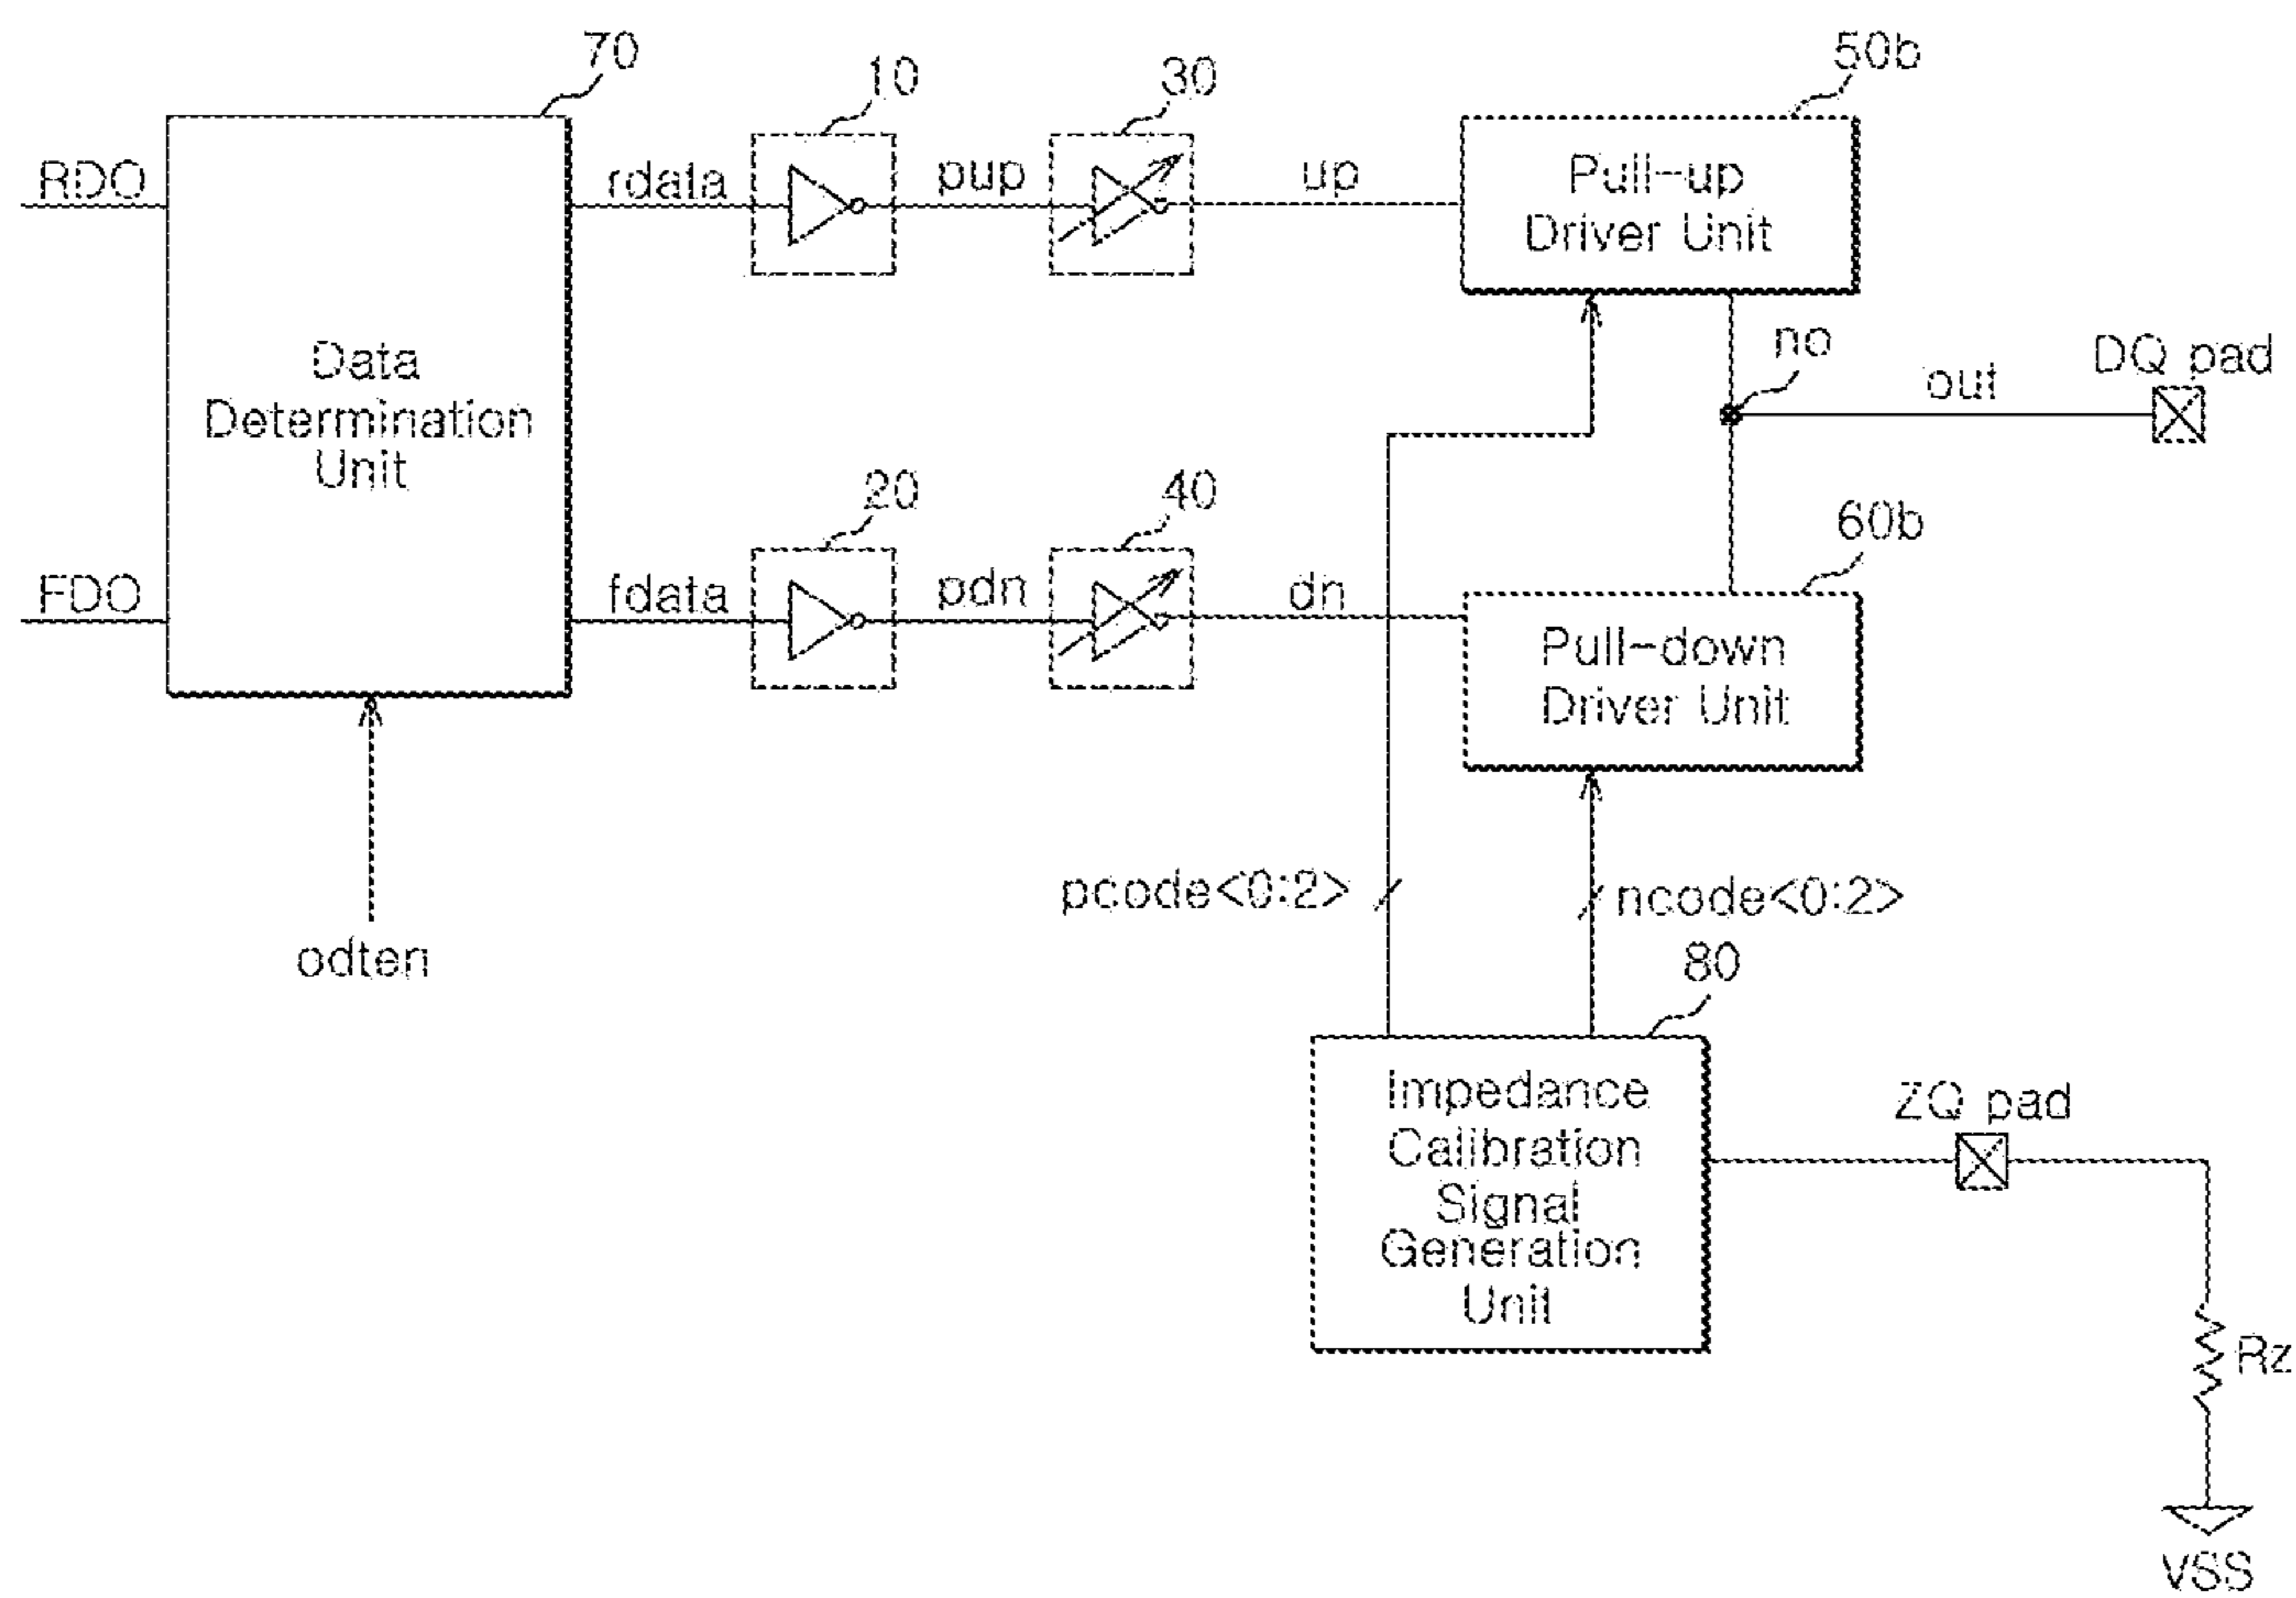 70
10
30
50b
RDO
rdata
pup
up
Pull-up
Driver Unit
Data
Determination
Unit
no
out
DQ pad
20
40
60b
FDO
fdata
pdn
dn
Pull-down
Driver Unit
odten
pcode<0:2>
ncode<0:2>
80
Impedance
Calibration
Signal
Generation
Unit
ZQ pad
Rz
VSS